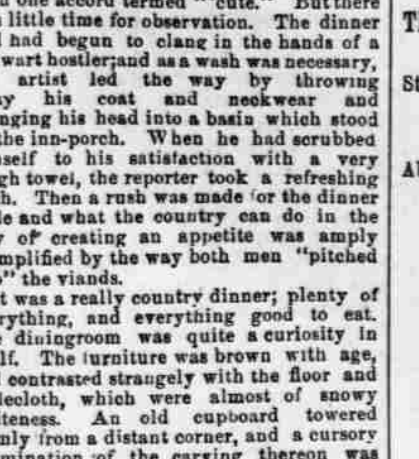 one accord termed "cute." But there
little time for observation. The dinner
had begun to clang in the hands of a
wart hostler;and as a wash was necessary,
artist led the way by throwing
ay his coat and neckwear and
nging his head into a basin which stood
the inn-porch. When he had scrubbed
self to his satisfaction with a very
gh towel, the reporter took a refreshing
h. Then a rush was made for the dinner
le and what the country can do in the
y of creating an appetite was amply
mplified by the way both men "pitched
o" the viands.
t was a really country dinner; plenty of
rything, and everything good to eat.
diningroom was quite a curiosity in
lf. The furniture was brown with age,
contrasted strangely with the floor and
lecloth, which were almost of snowy
iteness. An old cupboard towered
nly from a distant corner, and a cursory
mination of the carving thereon was
T
St
Al